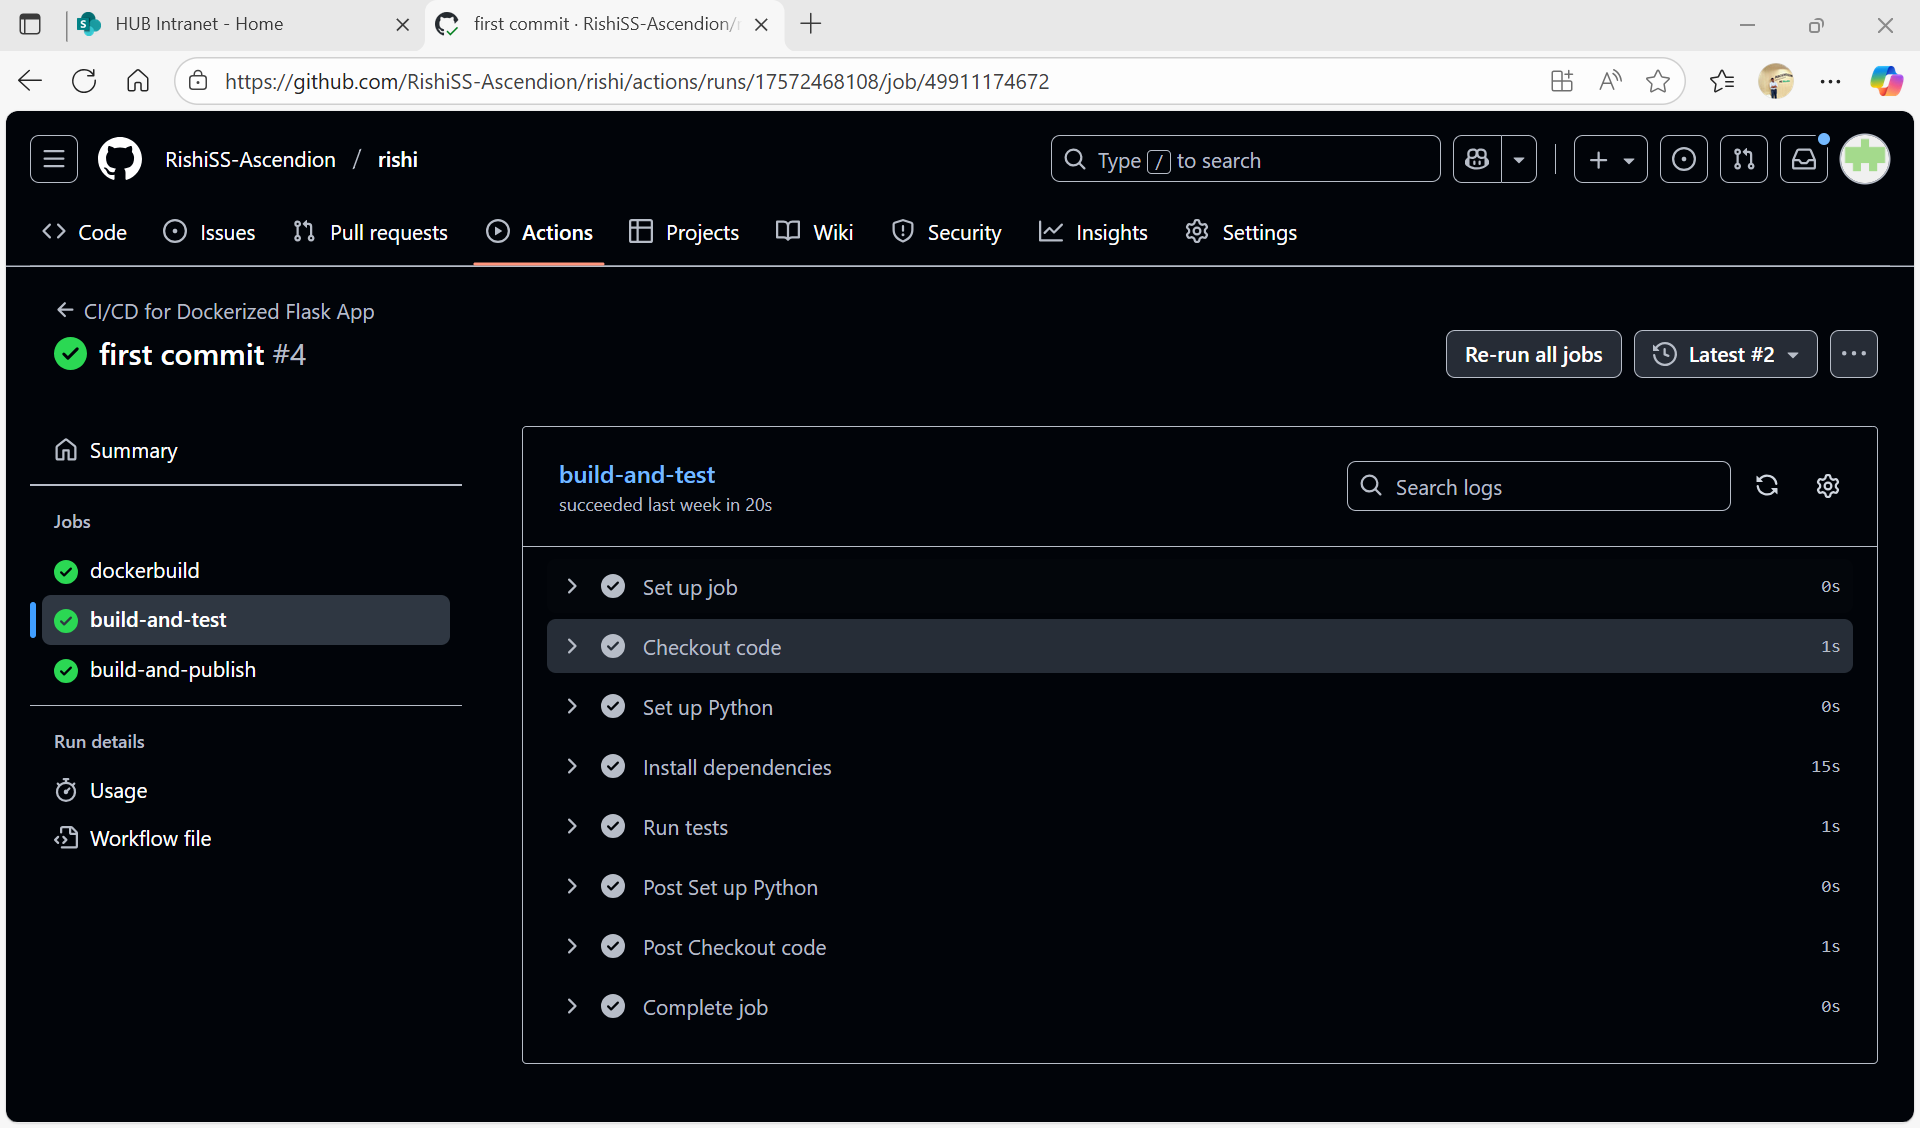 HUB Intranet - Home
first commit · RishiSS-Ascendion/
https://github.com/RishiSS-Ascendion/rishi/actions/runs/17572468108/job/49911174672
RishiSS-Ascendion / rishi
Type / to search
Code
Issues
Pull requests
Actions
Projects
Wiki
Security
Insights
Settings
CI/CD for Dockerized Flask App
first commit #4
Re-run all jobs
Latest #2
Summary
Jobs
dockerbuild
build-and-test
build-and-publish
Run details
Usage
Workflow file
build-and-test
succeeded last week in 20s
Search logs
Set up job 0s
Checkout code 1s
Set up Python 0s
Install dependencies 15s
Run tests 1s
Post Set up Python 0s
Post Checkout code 1s
Complete job 0s